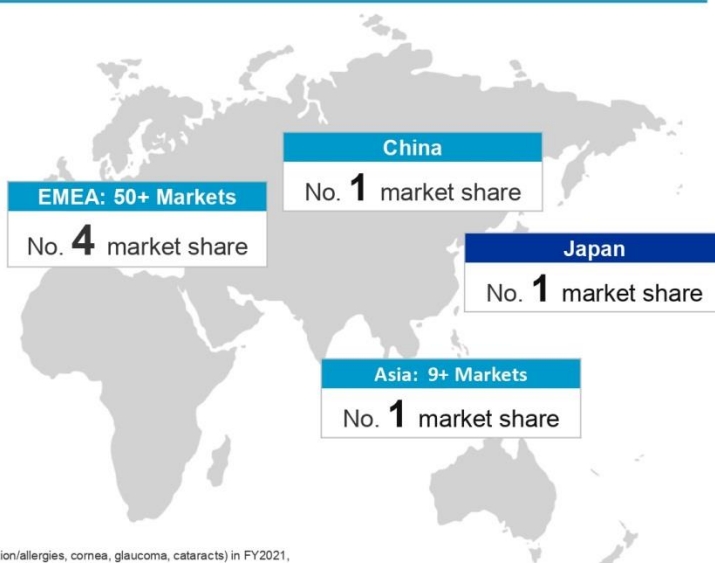 China
No. 1 market share
EMEA: 50+ Markets
No. 4 market share
Japan
No. 1 market share
Asia: 9+ Markets
No. 1 market share
ion/allergies, cornea, glaucoma, cataracts) in FY2021,